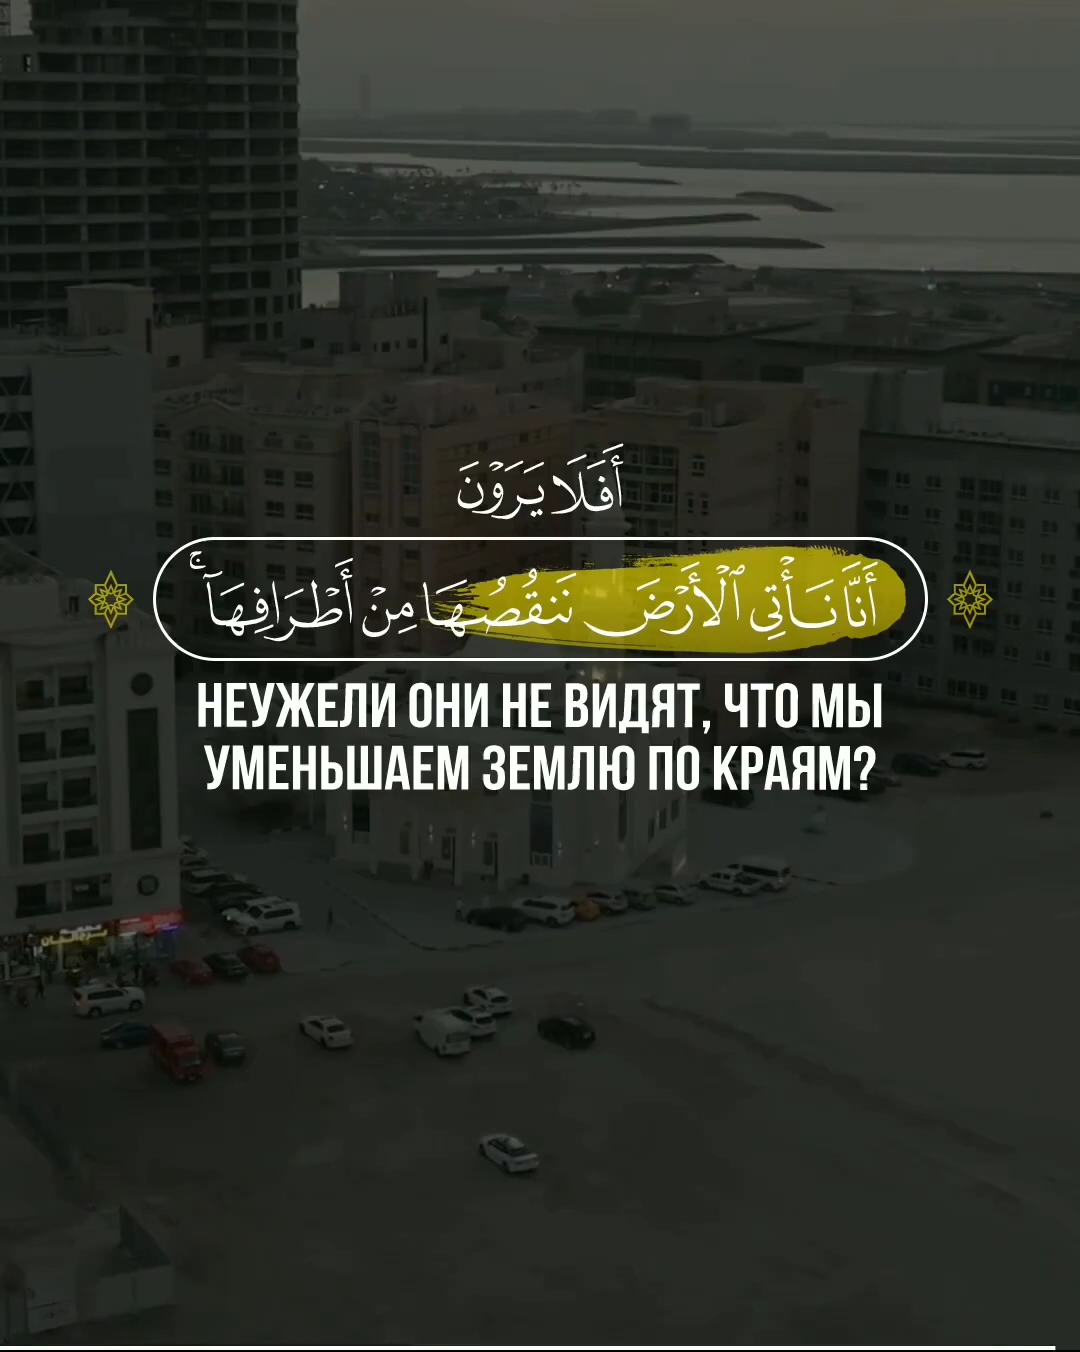 أَفَلَا يَرَوْنَ
أَنَّا نَأْتِي ٱلْأَرْضَ نَنقُصُهَا مِنْ أَطْرَافِهَآ ۚ
НЕУЖЕЛИ ОНИ НЕ ВИДЯТ, ЧТО МЫ
УМЕНЬШАЕМ ЗЕМЛЮ ПО КРАЯМ?